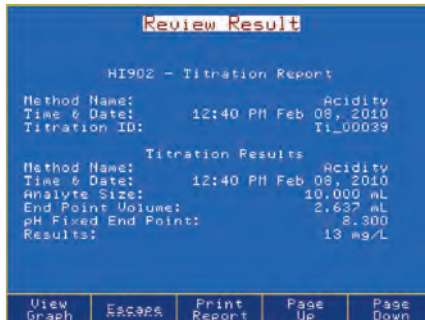 Review Result
HI902 - Titration Report
Method Name: Acidity
Time & Date: 12:40 PM Feb 08, 2010
Titration ID: Ti_00039
Titration Results
Method Name: Acidity
Time & Date: 12:40 PM Feb 08, 2010
Analyte Size: 10.000 mL
End Point Volume: 2.637 mL
pH Fixed End Point: 8.300
Results: 13 mg/L
View Graph Escape Print Report Page Up Page Down